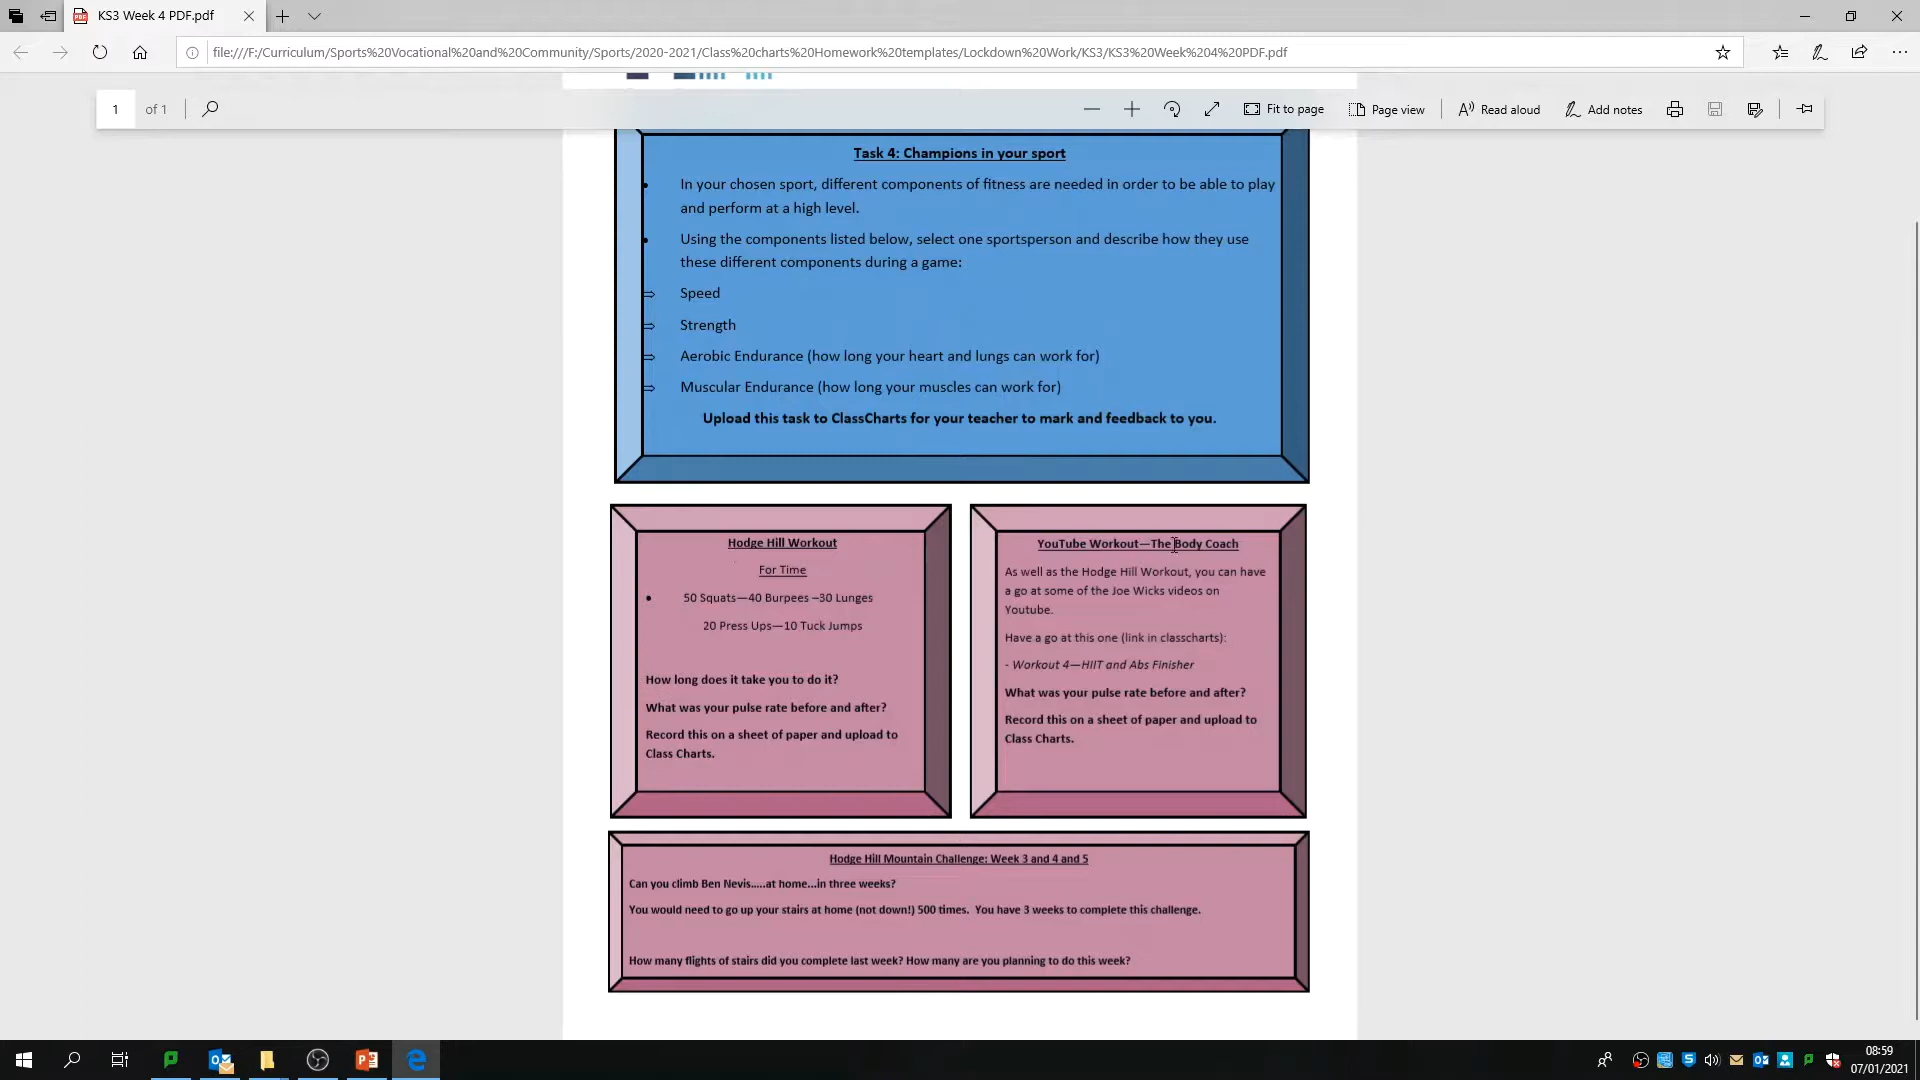 KS3 Week 4 PDF.pdf
file:///F:/Curriculum/Sports%20Vocational%20and%20Community/Sports/2020-2021/Class%20charts%20Homework%20templates/Lockdown%20Work/KS3/KS3%20Week%204%20PDF.pdf
1 of 1
Fit to page
Page view
Read aloud
Add notes
Task 4: Champions in your sport
• In your chosen sport, different components of fitness are needed in order to be able to play
and perform at a high level.
• Using the components listed below, select one sportsperson and describe how they use
these different components during a game:
⇨ Speed
⇨ Strength
⇨ Aerobic Endurance (how long your heart and lungs can work for)
⇨ Muscular Endurance (how long your muscles can work for)
Upload this task to ClassCharts for your teacher to mark and feedback to you.
Hodge Hill Workout
For Time
• 50 Squats—40 Burpees –30 Lunges
20 Press Ups—10 Tuck Jumps
How long does it take you to do it?
What was your pulse rate before and after?
Record this on a sheet of paper and upload to
Class Charts.
YouTube Workout—The Body Coach
As well as the Hodge Hill Workout, you can have
a go at some of the Joe Wicks videos on
Youtube.
Have a go at this one (link in classcharts):
- Workout 4—HIIT and Abs Finisher
What was your pulse rate before and after?
Record this on a sheet of paper and upload to
Class Charts.
Hodge Hill Mountain Challenge: Week 3 and 4 and 5
Can you climb Ben Nevis.....at home...in three weeks?
You would need to go up your stairs at home (not down!) 500 times.  You have 3 weeks to complete this challenge.
How many flights of stairs did you complete last week? How many are you planning to do this week?
08:59
07/01/2021